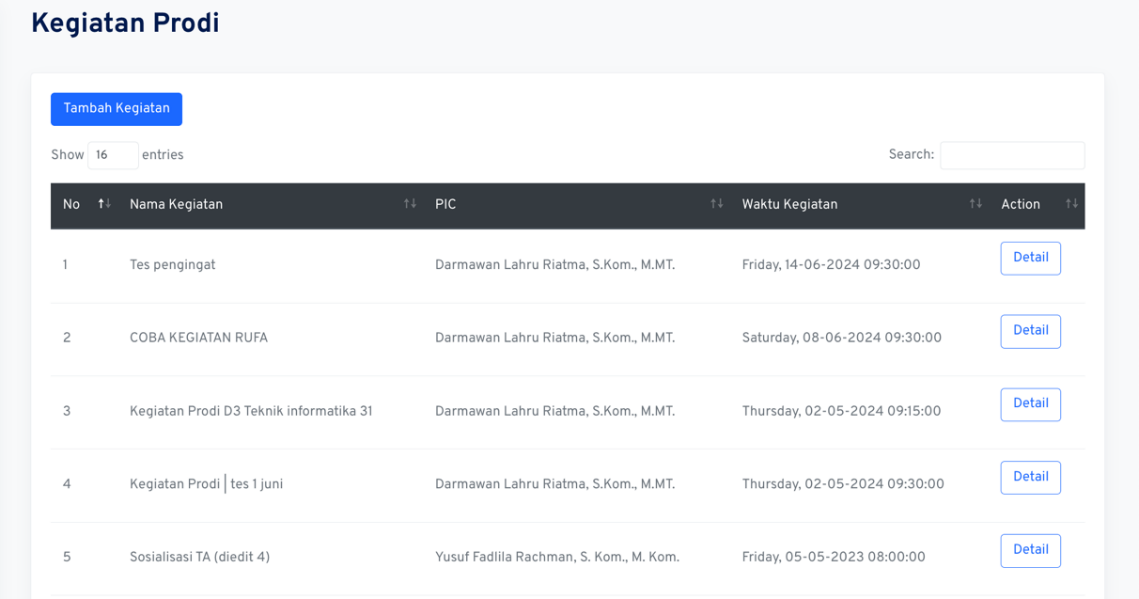 Kegiatan Prodi
Tambah Kegiatan
Show 16 entries
Search:
No Nama Kegiatan PIC Waktu Kegiatan Action
1 Tes pengingat Darmawan Lahru Riatma, S.Kom., M.MT. Friday, 14-06-2024 09:30:00 Detail
2 COBA KEGIATAN RUFA Darmawan Lahru Riatma, S.Kom., M.MT. Saturday, 08-06-2024 09:30:00 Detail
3 Kegiatan Prodi D3 Teknik informatika 31 Darmawan Lahru Riatma, S.Kom., M.MT. Thursday, 02-05-2024 09:15:00 Detail
4 Kegiatan Prodi | tes 1 juni Darmawan Lahru Riatma, S.Kom., M.MT. Thursday, 02-05-2024 09:30:00 Detail
5 Sosialisasi TA (diedit 4) Yusuf Fadlila Rachman, S. Kom., M. Kom. Friday, 05-05-2023 08:00:00 Detail